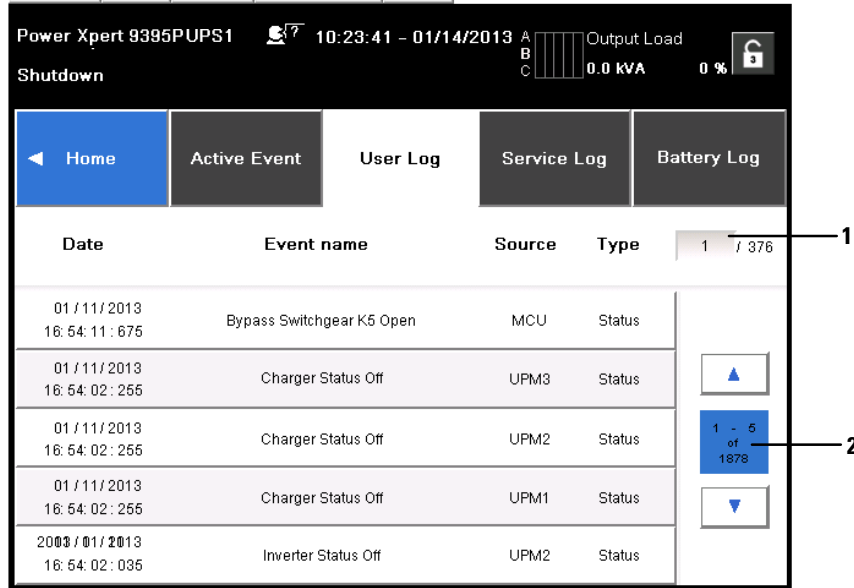 Power Xpert 9395PUPS1 ? 10:23:41 - 01/14/2013 A Output Load
B
C 0.0 kVA 0 % 3
Shutdown
Home Active Event User Log Service Log Battery Log
Date Event name Source Type 1 / 376 1
01/11/2013
16:54:11:675 Bypass Switchgear K5 Open MCU Status
01/11/2013
16:54:02:255 Charger Status Off UPM3 Status
01/11/2013
16:54:02:255 Charger Status Off UPM2 Status
1 - 5
of
1878
2
01/11/2013
16:54:02:255 Charger Status Off UPM1 Status
16:54:02:035 Inverter Status Off UPM2 Status